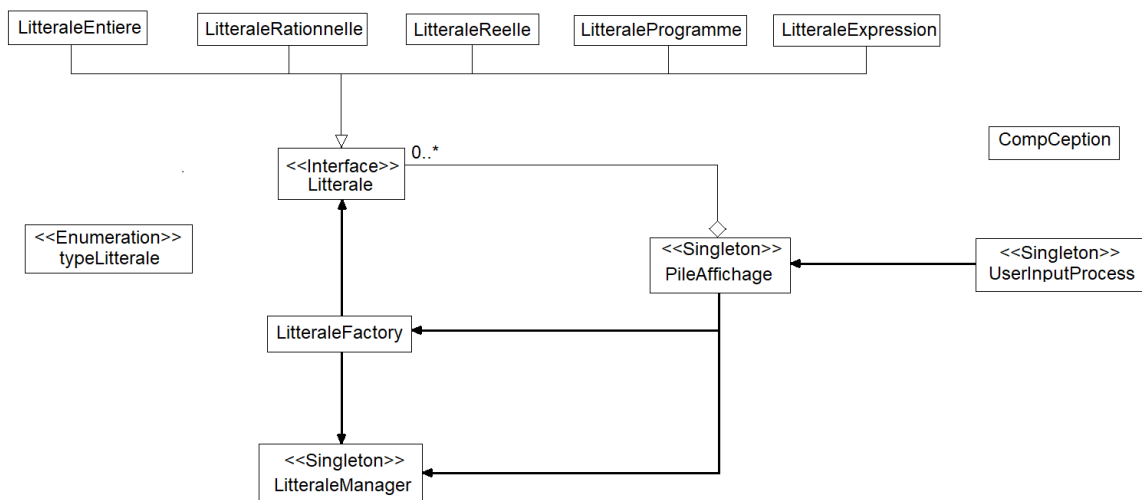 LitteraleEntiere
LitteraleRationnelle
LitteraleReelle
LitteraleProgramme
LitteraleExpression
CompCeption
<<Interface>>
Litterale
0..*
<<Enumeration>>
typeLitterale
<<Singleton>>
PileAffichage
<<Singleton>>
UserInputProcess
LitteraleFactory
<<Singleton>>
LitteraleManager